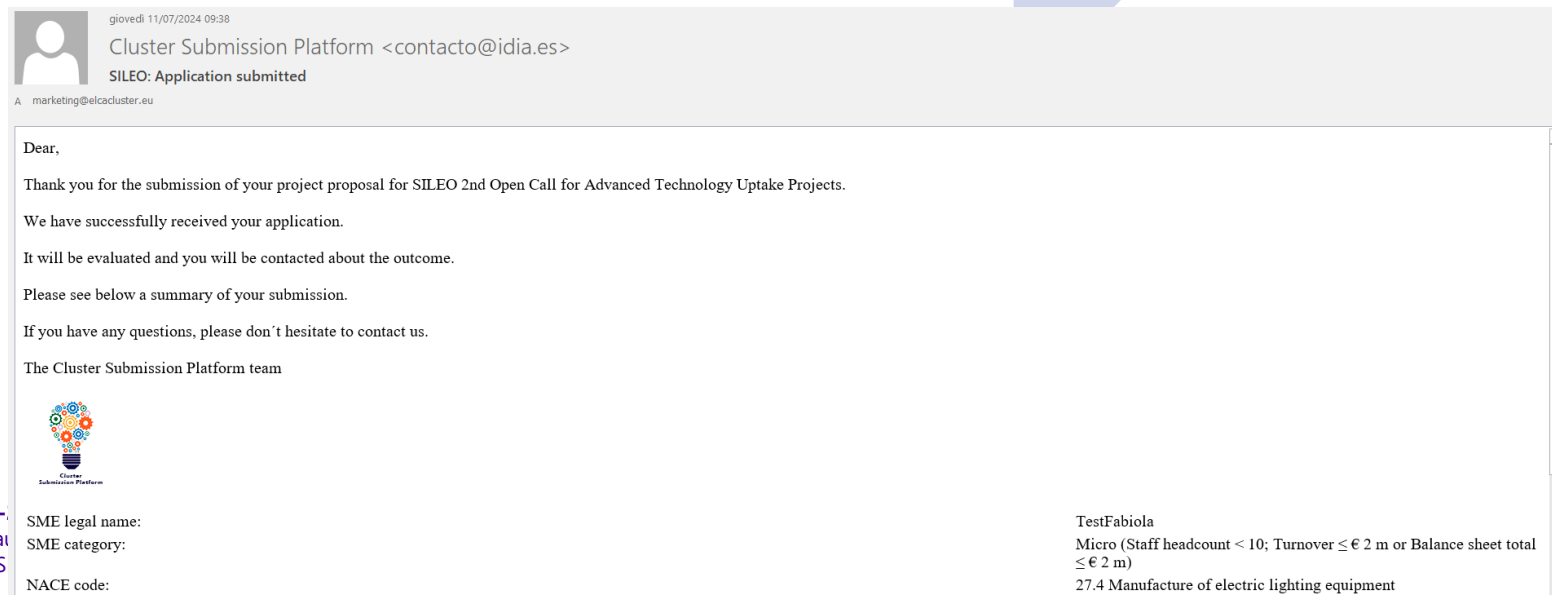 giovedì 11/07/2024 09:38
Cluster Submission Platform <contacto@idia.es>
SILEO: Application submitted
A marketing@elcacluster.eu
Dear,
Thank you for the submission of your project proposal for SILEO 2nd Open Call for Advanced Technology Uptake Projects.
We have successfully received your application.
It will be evaluated and you will be contacted about the outcome.
Please see below a summary of your submission.
If you have any questions, please don´t hesitate to contact us.
The Cluster Submission Platform team
Cluster
Submission Platform
SME legal name: TestFabiola
SME category: Micro (Staff headcount < 10; Turnover ≤ € 2 m or Balance sheet total
≤ € 2 m)
NACE code: 27.4 Manufacture of electric lighting equipment